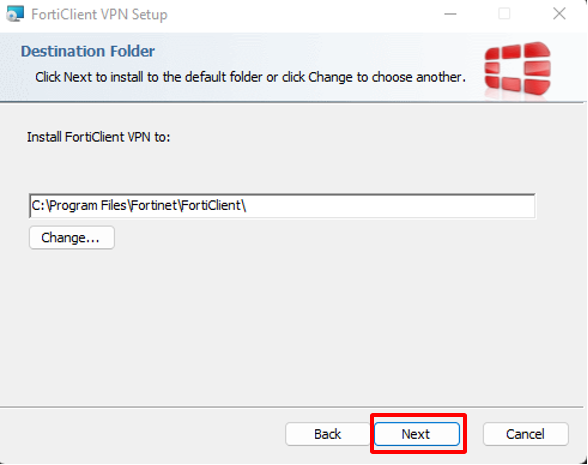 FortiClient VPN Setup
Destination Folder
Click Next to install to the default folder or click Change to choose another.
Install FortiClient VPN to:
C:\Program Files\Fortinet\FortiClient\
Change...
Back Next Cancel